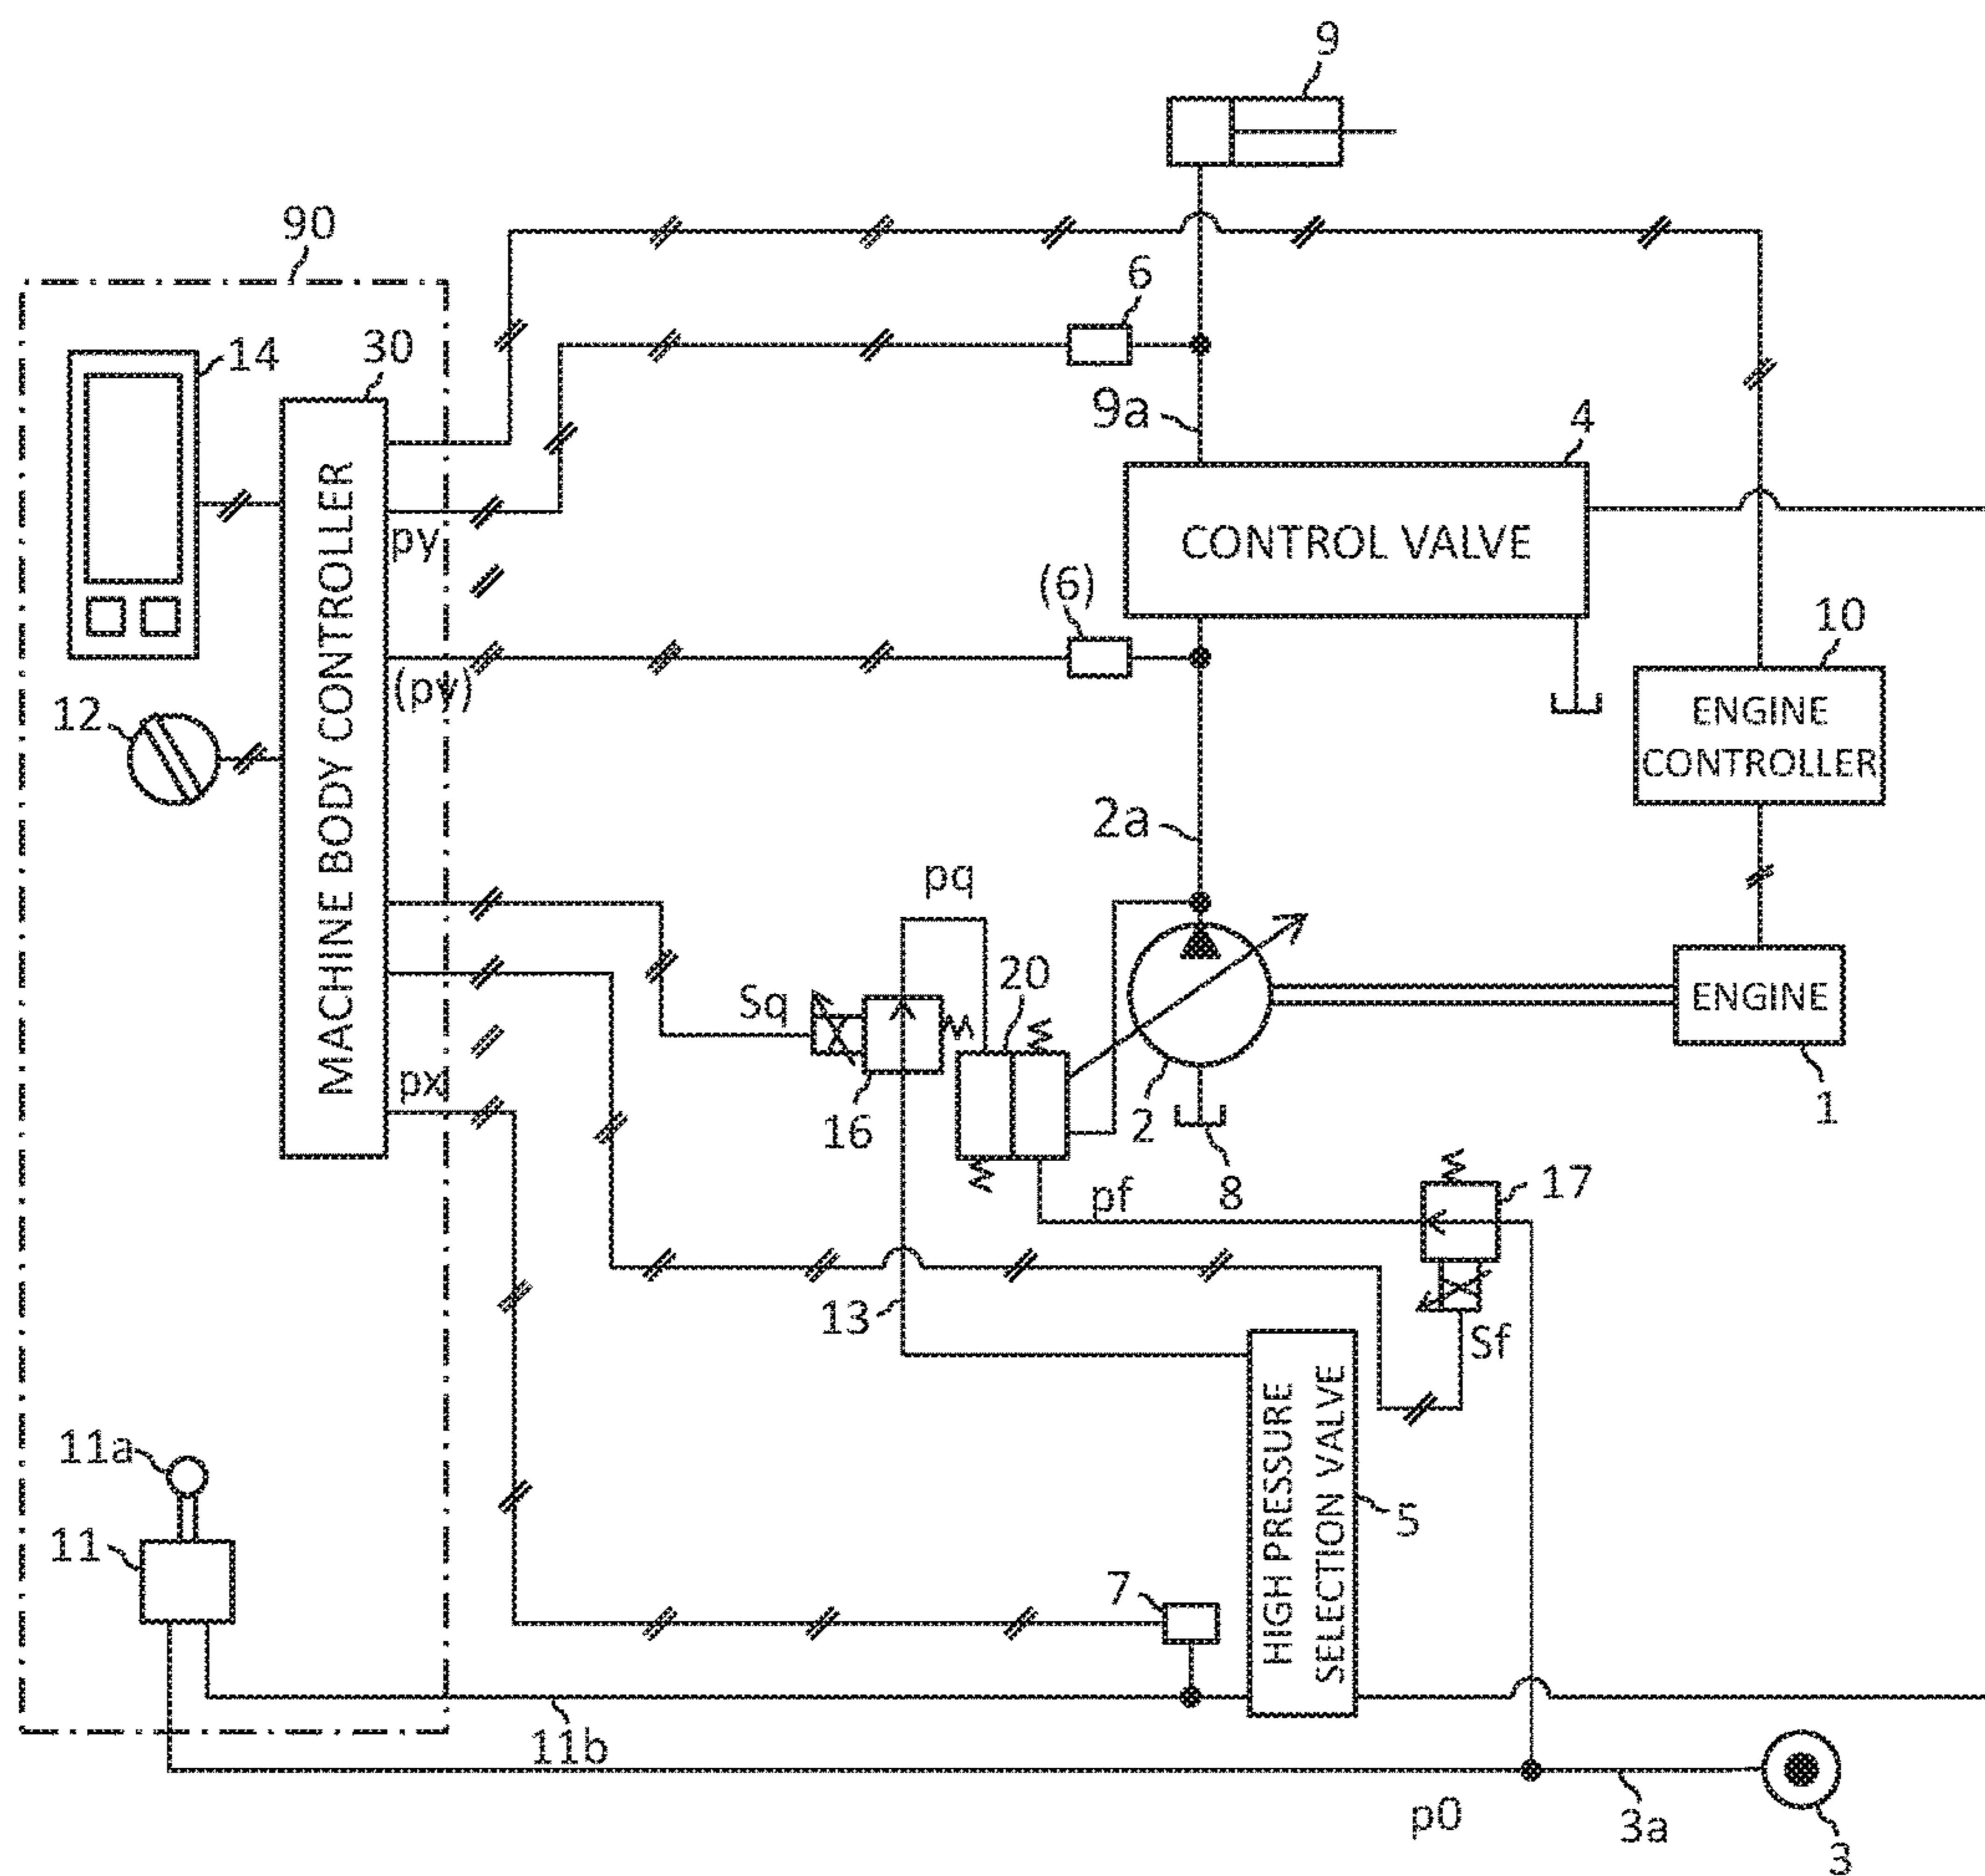 9
90
6
30
14
9a
4
MACHINE BODY CONTROLLER
py
CONTROL VALVE
(6)
10
(py)
12
ENGINE
CONTROLLER
2a
pq
20
Sq
ENGINE
px
16
2
1
8
pf
17
13
Sf
HIGH PRESSURE
SELECTION VALVE
11a
5
11
7
11b
p0
3a
3